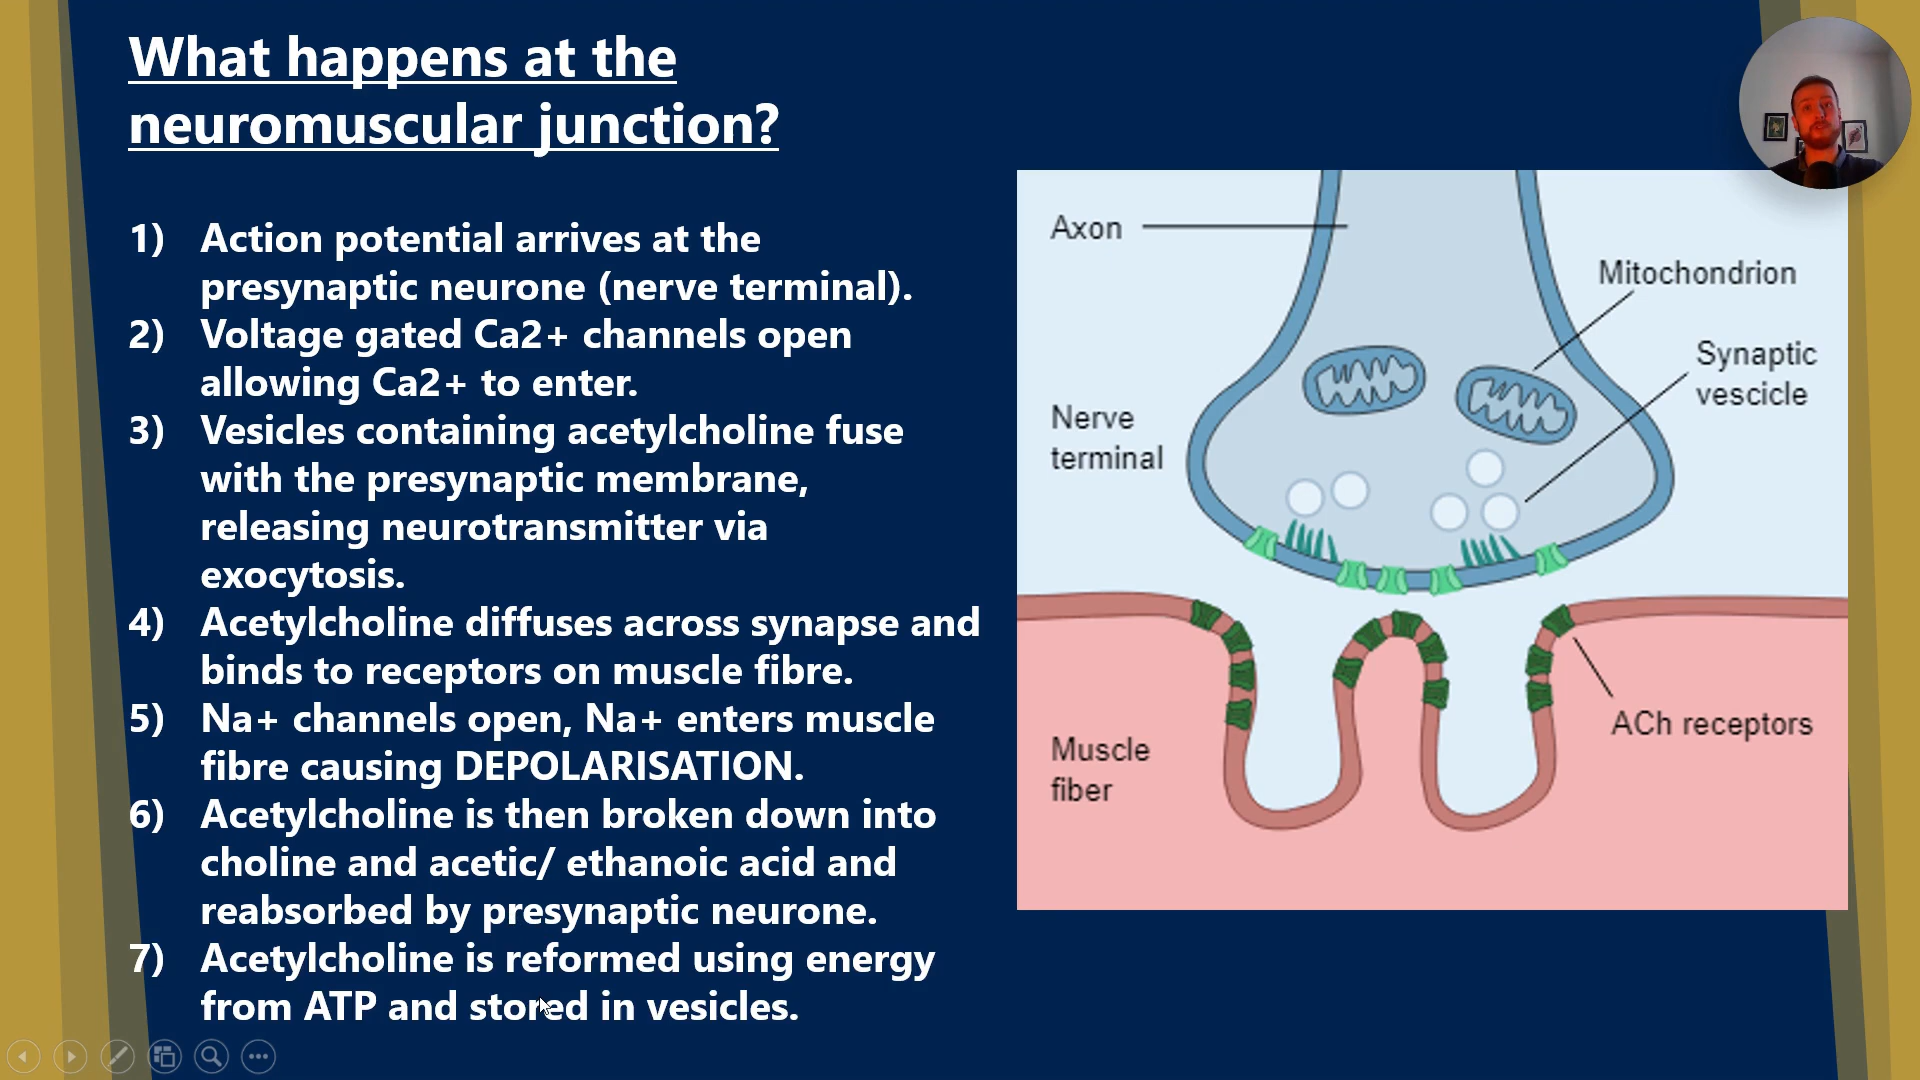 What happens at the
neuromuscular junction?
1) Action potential arrives at the
presynaptic neurone (nerve terminal).
2) Voltage gated Ca2+ channels open
allowing Ca2+ to enter.
3) Vesicles containing acetylcholine fuse
with the presynaptic membrane,
releasing neurotransmitter via
exocytosis.
4) Acetylcholine diffuses across synapse and
binds to receptors on muscle fibre.
5) Na+ channels open, Na+ enters muscle
fibre causing DEPOLARISATION.
6) Acetylcholine is then broken down into
choline and acetic/ ethanoic acid and
reabsorbed by presynaptic neurone.
7) Acetylcholine is reformed using energy
from ATP and stored in vesicles.
Axon
Mitochondrion
Synaptic
vescicle
Nerve
terminal
ACh receptors
Muscle
fiber